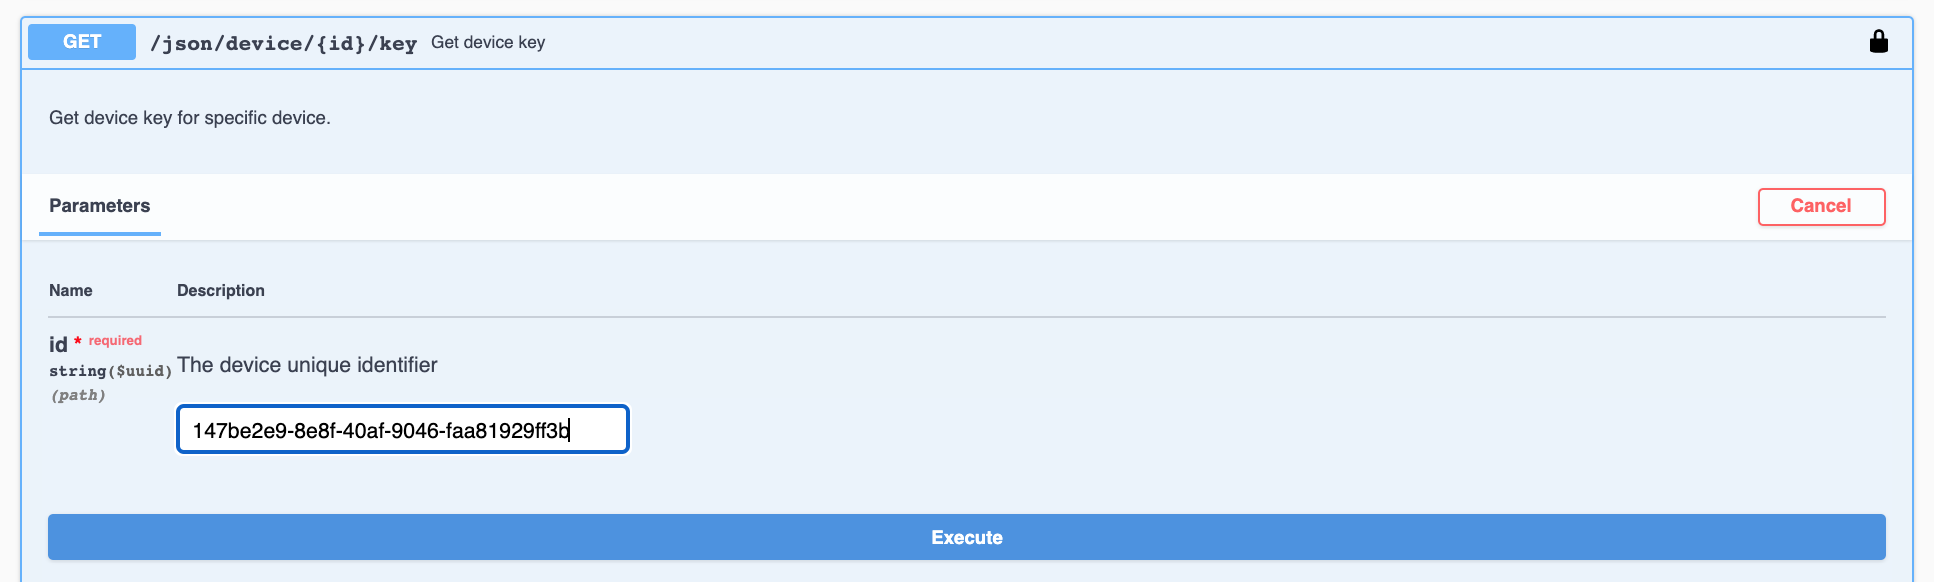 GET /json/device/{id}/key Get device key
Get device key for specific device.
Parameters Cancel
Name Description
id * required
string($uuid) The device unique identifier
(path)
147be2e9-8e8f-40af-9046-faa81929ff3b
Execute